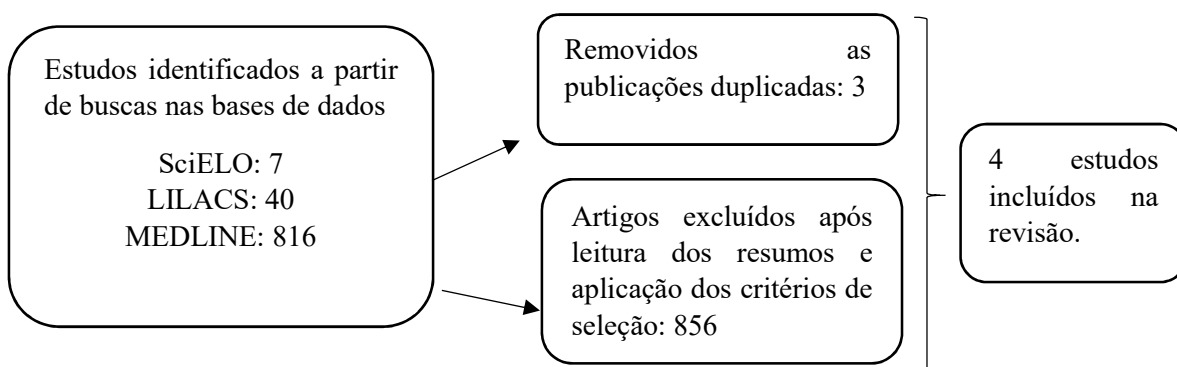 Estudos identificados a partir
de buscas nas bases de dados
SciELO: 7
LILACS: 40
MEDLINE: 816
Removidos as
publicações duplicadas: 3
Artigos excluídos após
leitura dos resumos e
aplicação dos critérios de
seleção: 856
4 estudos
incluídos na
revisão.